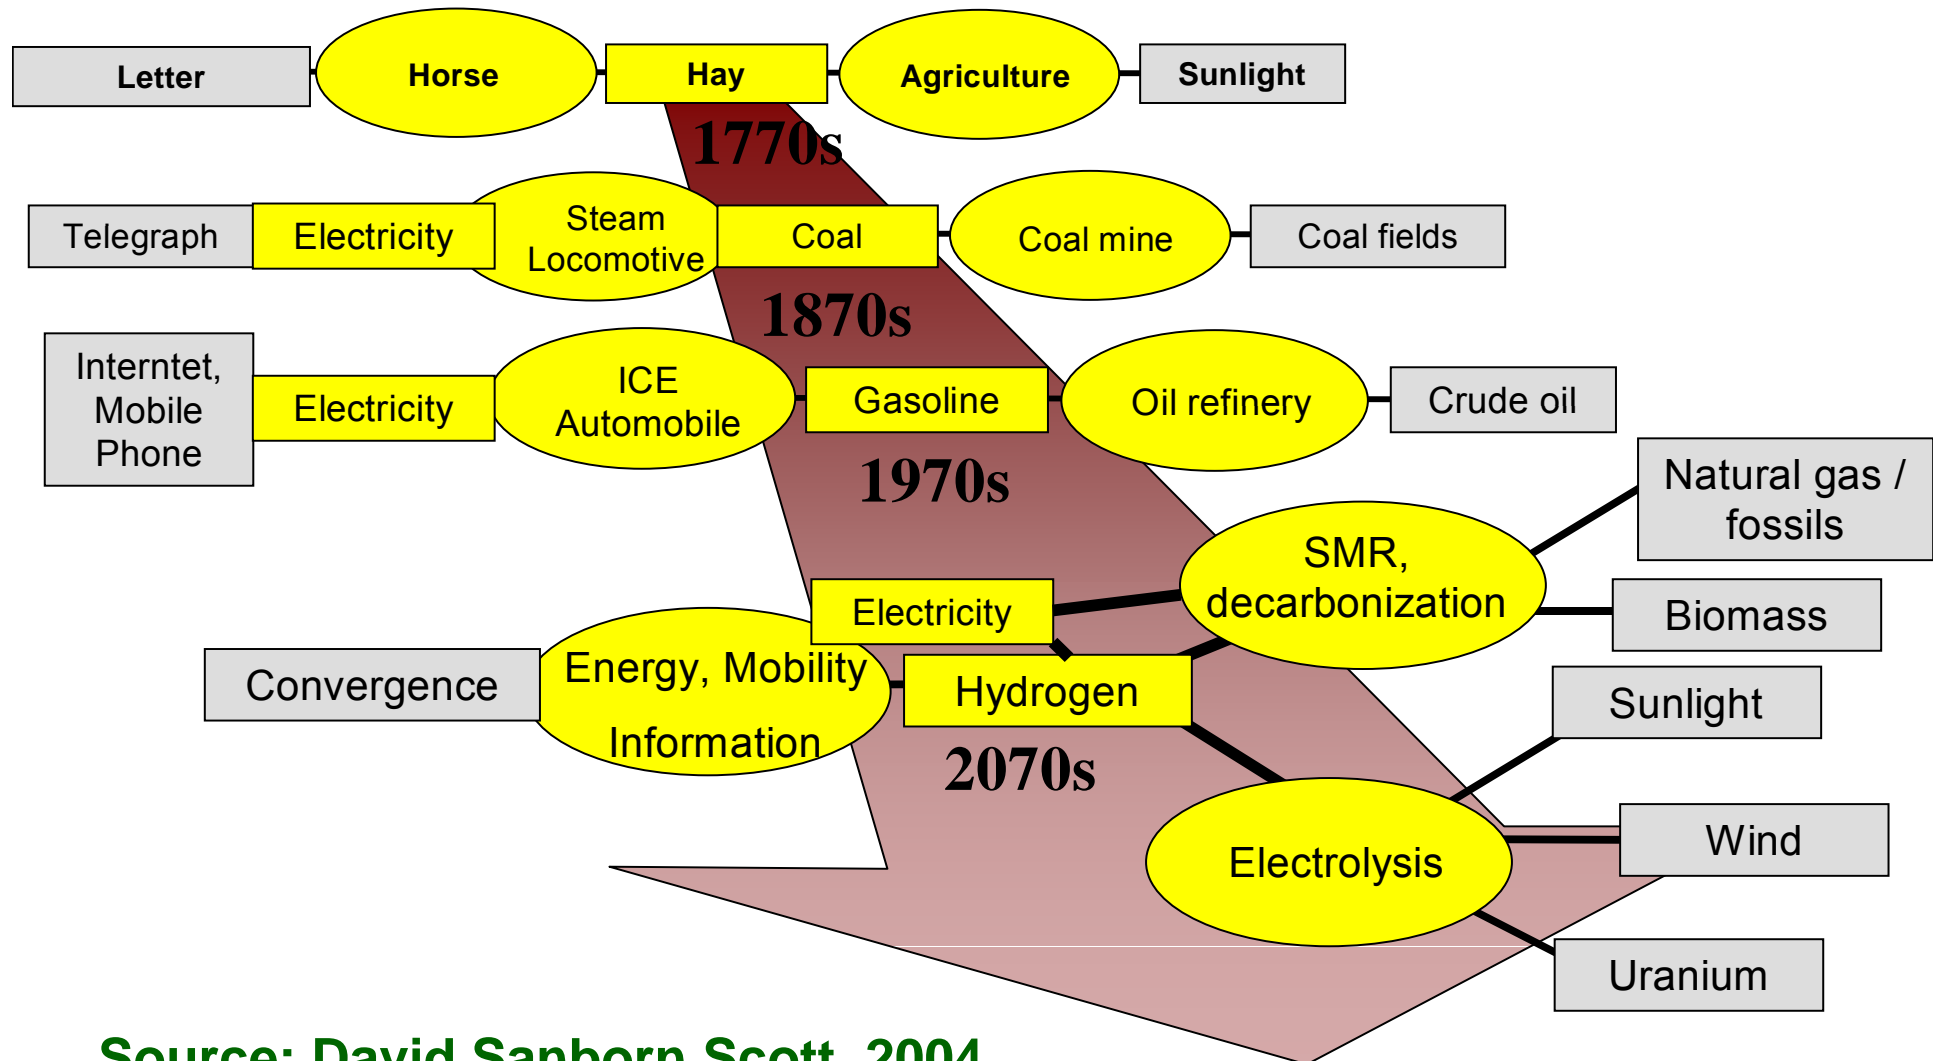 Letter
Horse
Hay
Agriculture
Sunlight
1770s
Telegraph
Electricity
Steam
Locomotive
Coal
Coal mine
Coal fields
1870s
Interntet,
Mobile
Phone
Electricity
ICE
Automobile
Gasoline
Oil refinery
Crude oil
1970s
Natural gas /
fossils
SMR,
decarbonization
Electricity
Biomass
Convergence
Energy, Mobility
Information
Hydrogen
Sunlight
2070s
Electrolysis
Wind
Uranium
Source: David Sanborn Scott, 2004